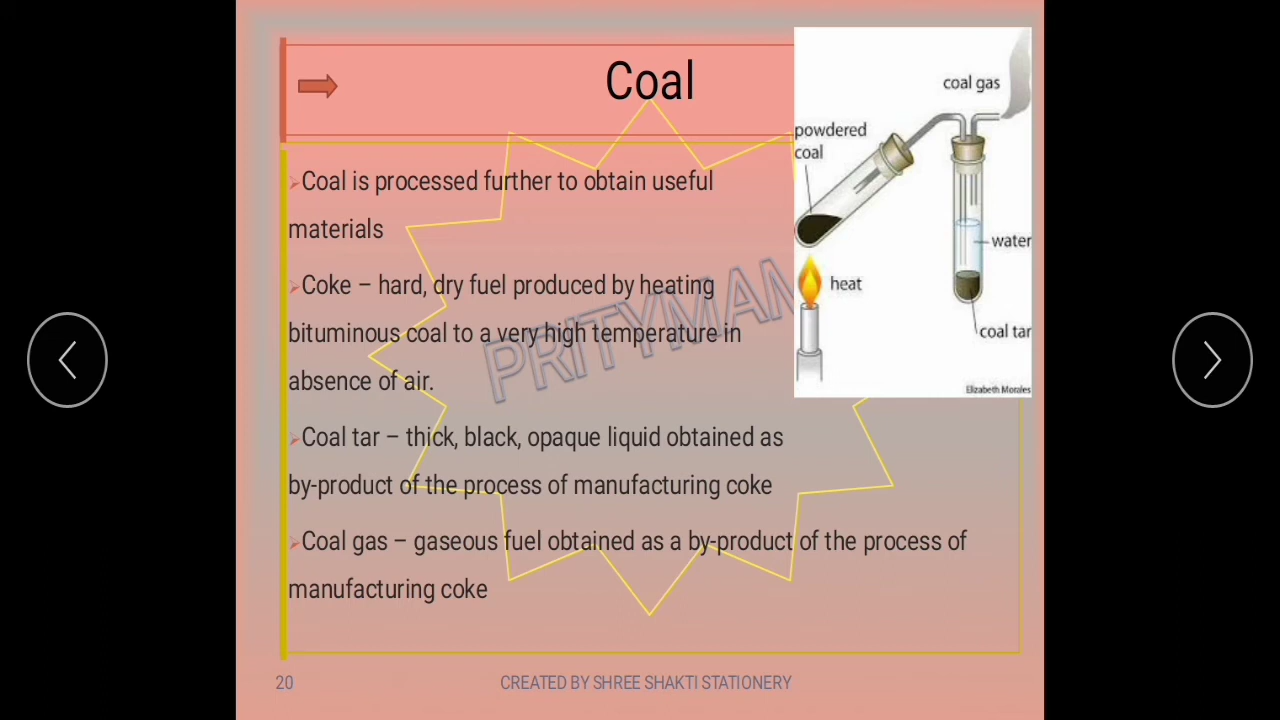 Coal
Coal is processed further to obtain useful
materials
Coke – hard, dry fuel produced by heating
bituminous coal to a very high temperature in
absence of air.
Coal tar – thick, black, opaque liquid obtained as
by-product of the process of manufacturing coke
Coal gas – gaseous fuel obtained as a by-product of the process of
manufacturing coke
coal gas
powdered
coal
water
heat
coal tar
Elizabeth Morales
PRITYMAM
20
CREATED BY SHREE SHAKTI STATIONERY